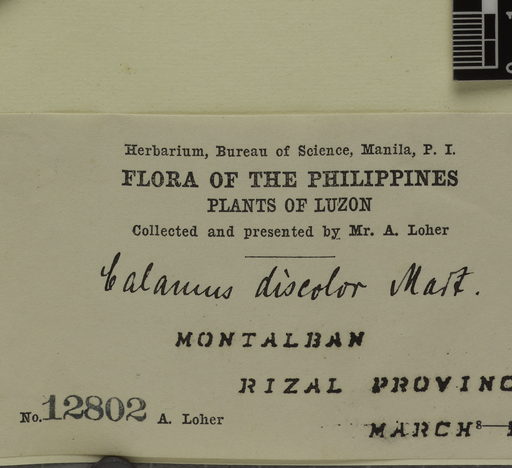 Herbarium, Bureau of Science, Manila, P. I.
FLORA OF THE PHILIPPINES
PLANTS OF LUZON
Collected and presented by Mr. A. Loher
Calamus discolor Mart.
MONTALBAN
RIZAL PROVINC
No. 12802 A. Loher
MARCH